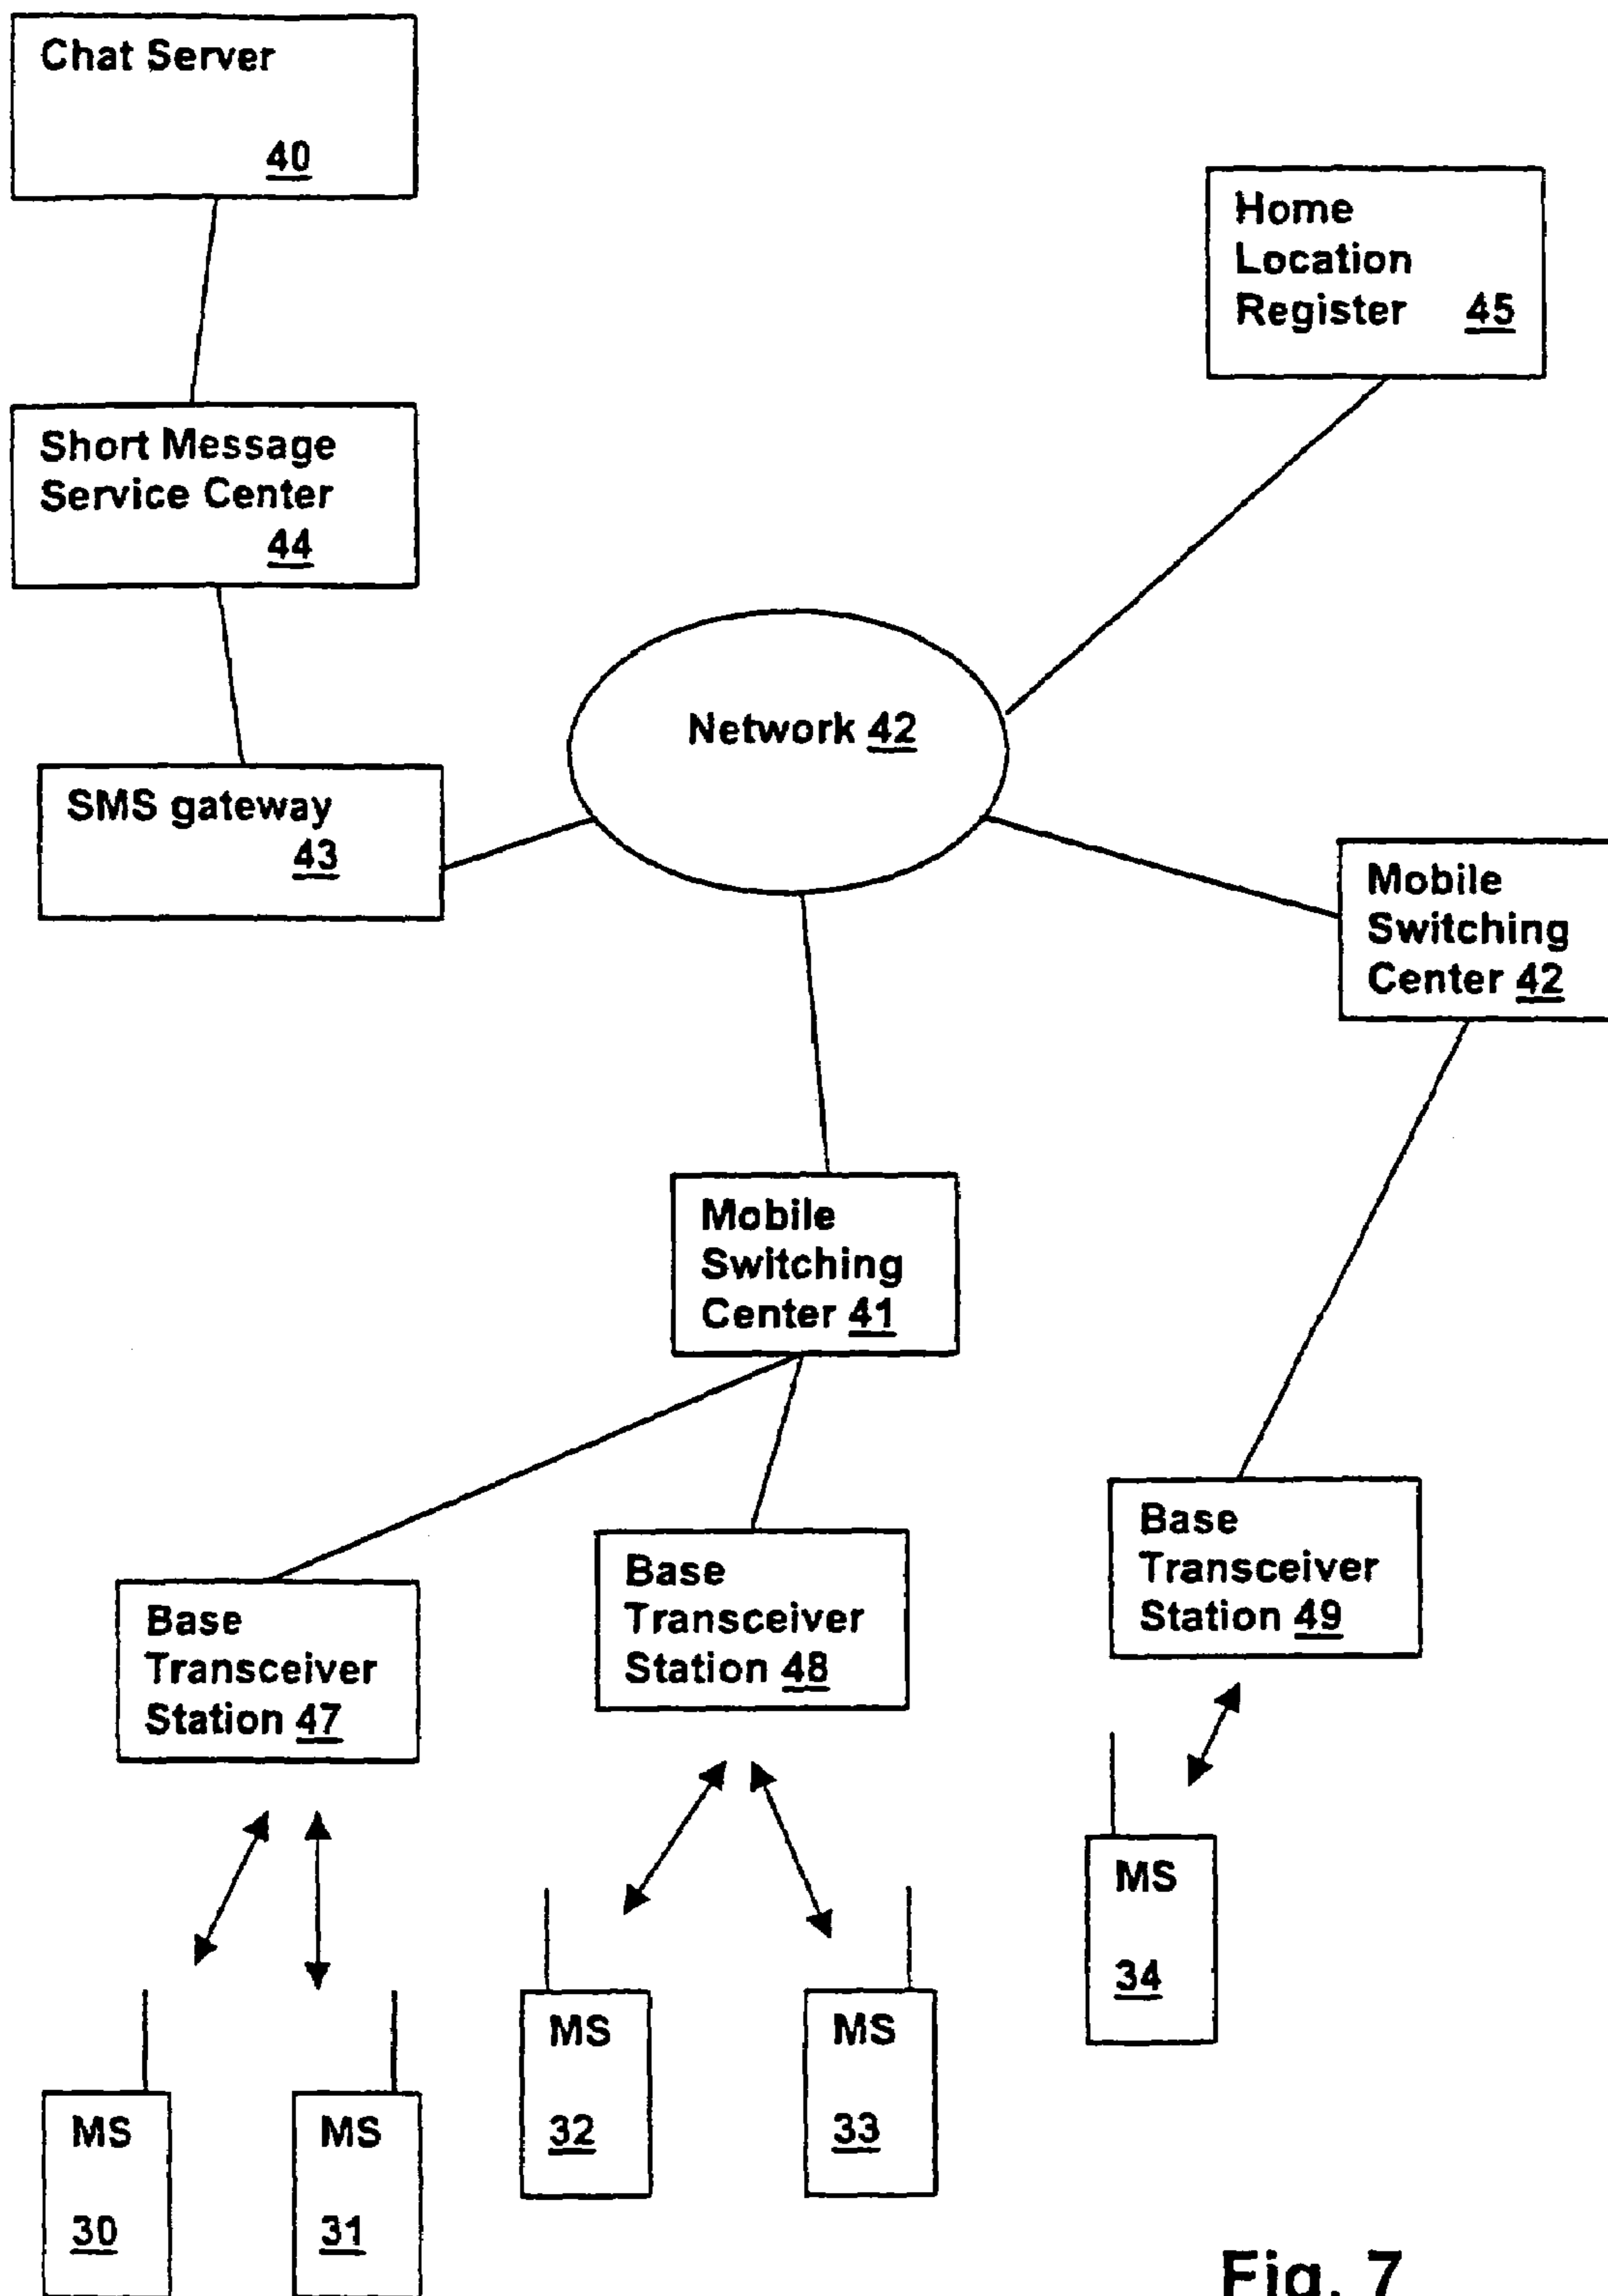 Chat Server
40
Home
Location
Register 45
Short Message
Service Center
44
Network 42
SMS gateway
43
Mobile
Switching
Center 42
Mobile
Switching
Center 41
Base
Transceiver
Station 49
Base
Transceiver
Station 48
Base
Transceiver
Station 47
MS
34
MS
32
MS
33
MS
30
MS
31
Fig. 7